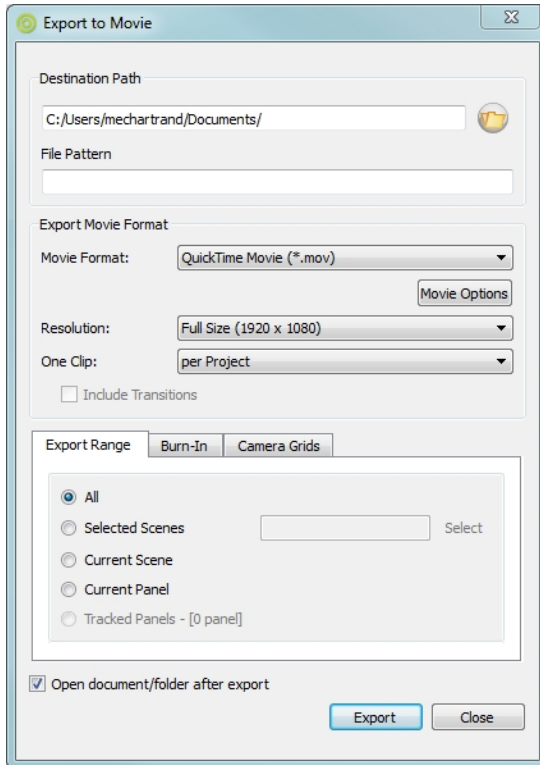 Export to Movie
Destination Path
C:/Users/mechartrand/Documents/
File Pattern
Export Movie Format
Movie Format: QuickTime Movie (*.mov)
Movie Options
Resolution: Full Size (1920 x 1080)
One Clip: per Project
Include Transitions
Export Range Burn-In Camera Grids
All
Selected Scenes Select
Current Scene
Current Panel
Tracked Panels - [0 panel]
Open document/folder after export
Export Close